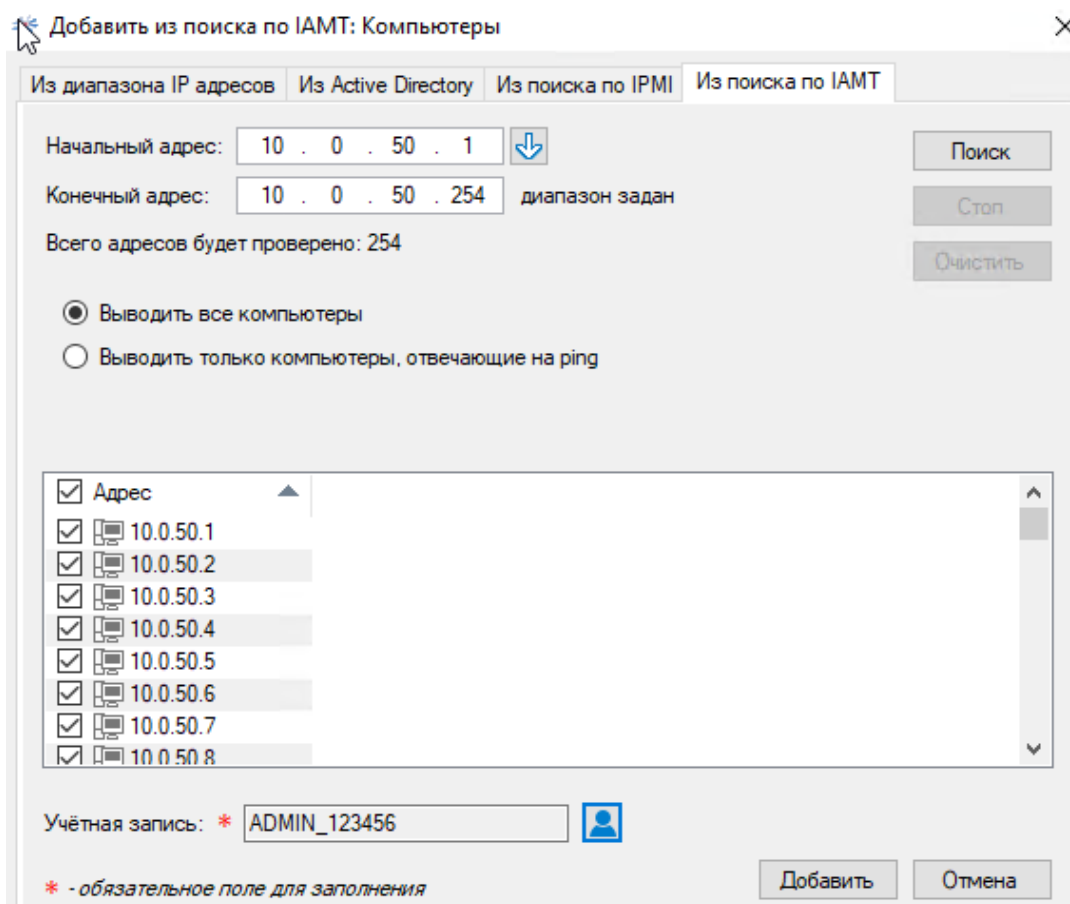 Добавить из поиска по IAMT: Компьютеры
Из диапазона IP адресов Из Active Directory Из поиска по IPMI Из поиска по IAMT
Начальный адрес: 10 . 0 . 50 . 1 Поиск
Конечный адрес: 10 . 0 . 50 . 254 диапазон задан Стоп
Всего адресов будет проверено: 254
Очистить
Выводить все компьютеры
Выводить только компьютеры, отвечающие на ping
Адрес
10.0.50.1
10.0.50.2
10.0.50.3
10.0.50.4
10.0.50.5
10.0.50.6
10.0.50.7
10.0.50.8
Учётная запись: * ADMIN_123456
* - обязательное поле для заполнения Добавить Отмена